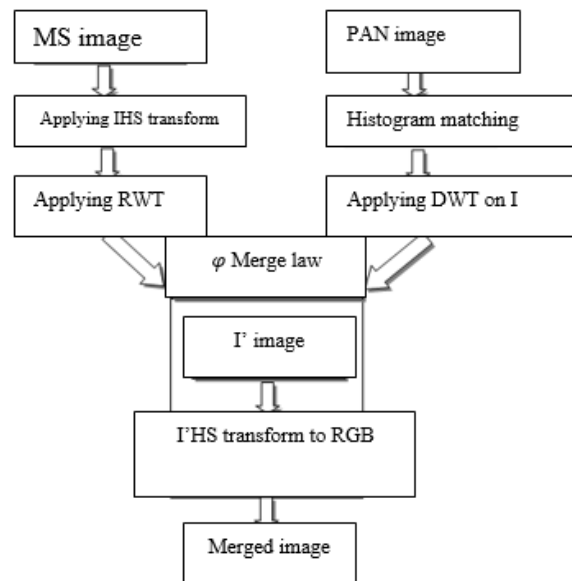 MS image
PAN image
Applying IHS transform
Histogram matching
Applying RWT
Applying DWT on I
φ Merge law
I’ image
I’HS transform to RGB
Merged image